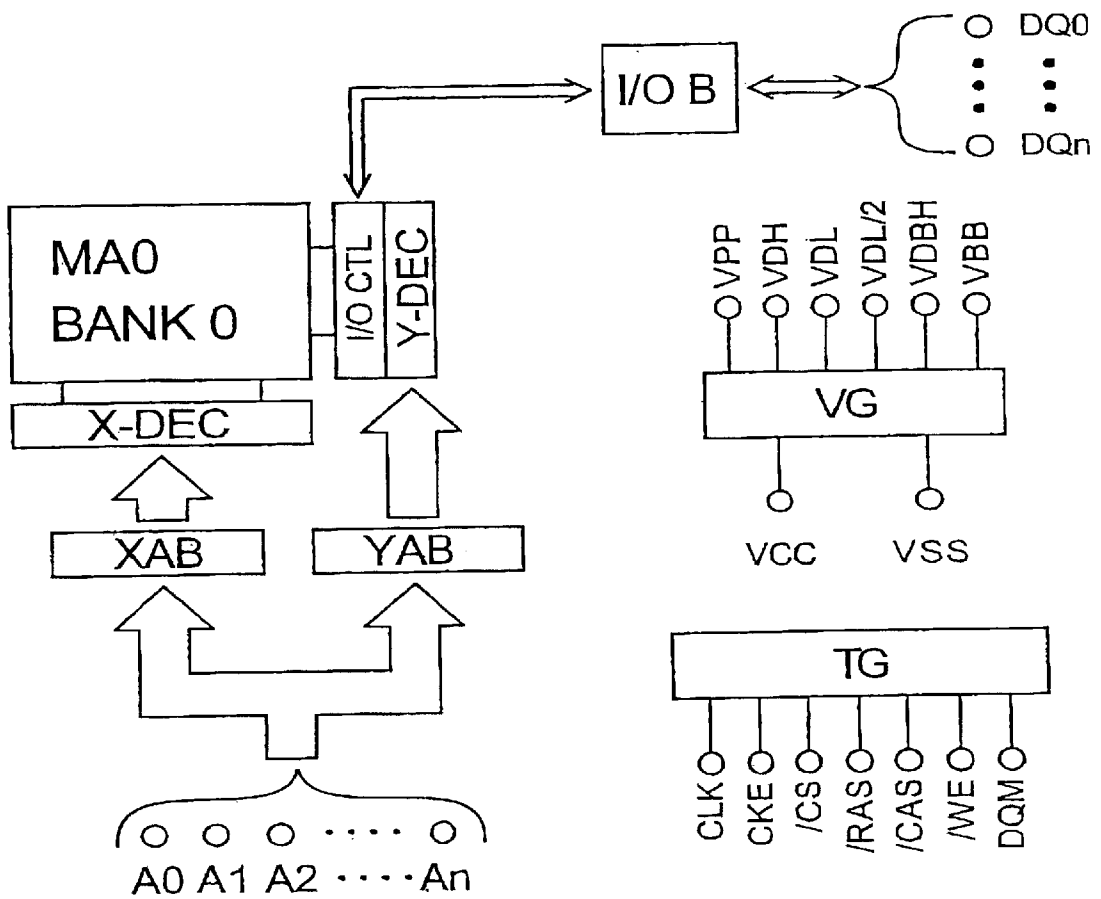 DQ0
I/O B
DQn
MA0
BANK 0
I/O CTL
Y-DEC
X-DEC
XAB
YAB
A0 A1 A2 ···· An
VPP
VDH
VDL
VDL/2
VDBH
VBB
VG
VCC
VSS
TG
CLK
CKE
/CS
/RAS
/CAS
/WE
DQM